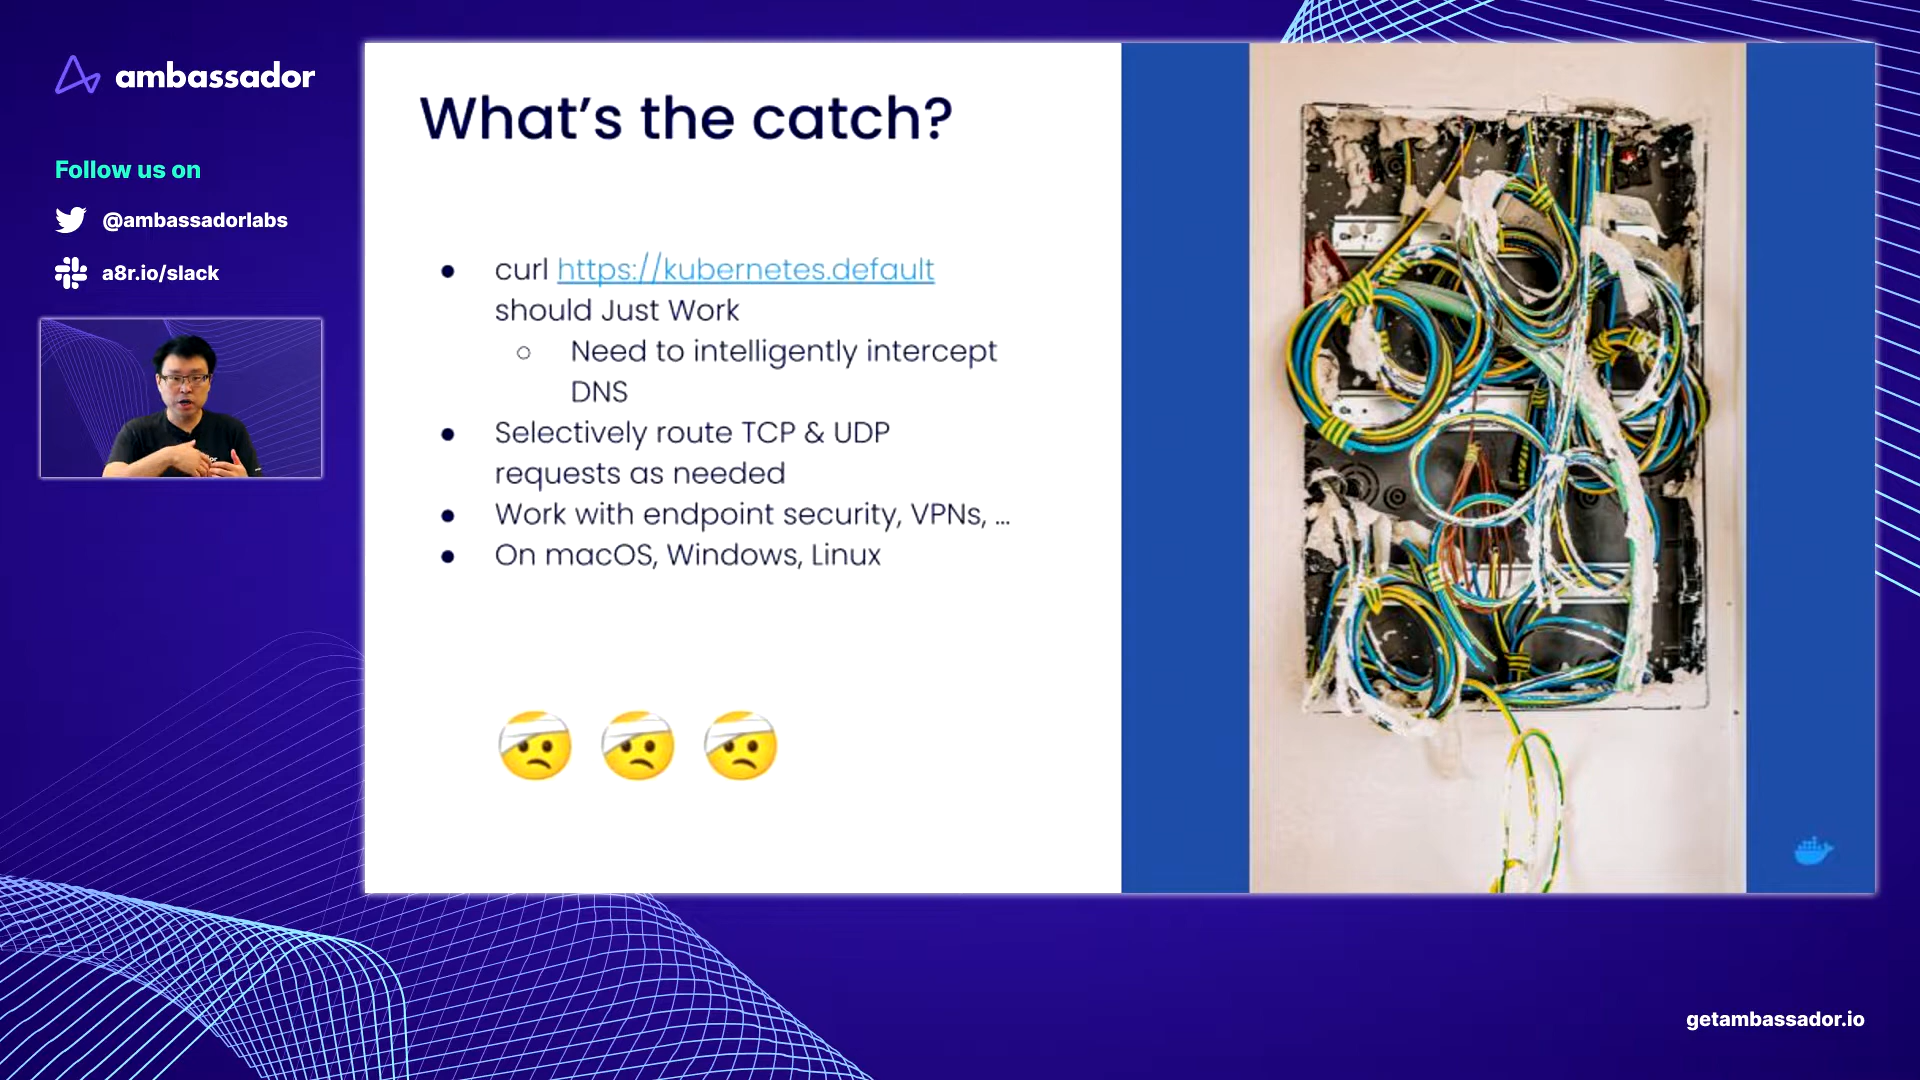 ambassador
Follow us on
@ambassadorlabs
a8r.io/slack
What's the catch?
● curl https://kubernetes.default
should Just Work
○ Need to intelligently intercept
DNS
● Selectively route TCP & UDP
requests as needed
● Work with endpoint security, VPNs, ...
● On macOS, Windows, Linux
getambassador.io